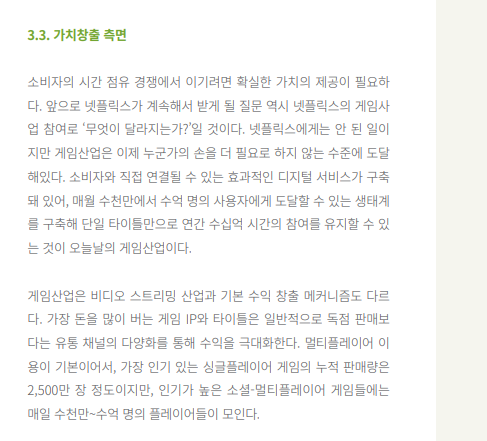 3.3. 가치창출 측면
소비자의 시간 점유 경쟁에서 이기려면 확실한 가치의 제공이 필요하
다. 앞으로 넷플릭스가 계속해서 받게 될 질문 역시 넷플릭스의 게임사
업 참여로 ‘무엇이 달라지는가?’일 것이다. 넷플릭스에게는 안 된 일이
지만 게임산업은 이제 누군가의 손을 더 필요로 하지 않는 수준에 도달
해있다. 소비자와 직접 연결될 수 있는 효과적인 디지털 서비스가 구축
돼 있어, 매월 수천만에서 수억 명의 사용자에게 도달할 수 있는 생태계
를 구축해 단일 타이틀만으로 연간 수십억 시간의 참여를 유지할 수 있
는 것이 오늘날의 게임산업이다.
게임산업은 비디오 스트리밍 산업과 기본 수익 창출 메커니즘도 다르
다. 가장 돈을 많이 버는 게임 IP와 타이틀은 일반적으로 독점 판매보
다는 유통 채널의 다양화를 통해 수익을 극대화한다. 멀티플레이어 이
용이 기본이어서, 가장 인기 있는 싱글플레이어 게임의 누적 판매량은
2,500만 장 정도이지만, 인기가 높은 소셜-멀티플레이어 게임들에는
매일 수천만~수억 명의 플레이어들이 모인다.